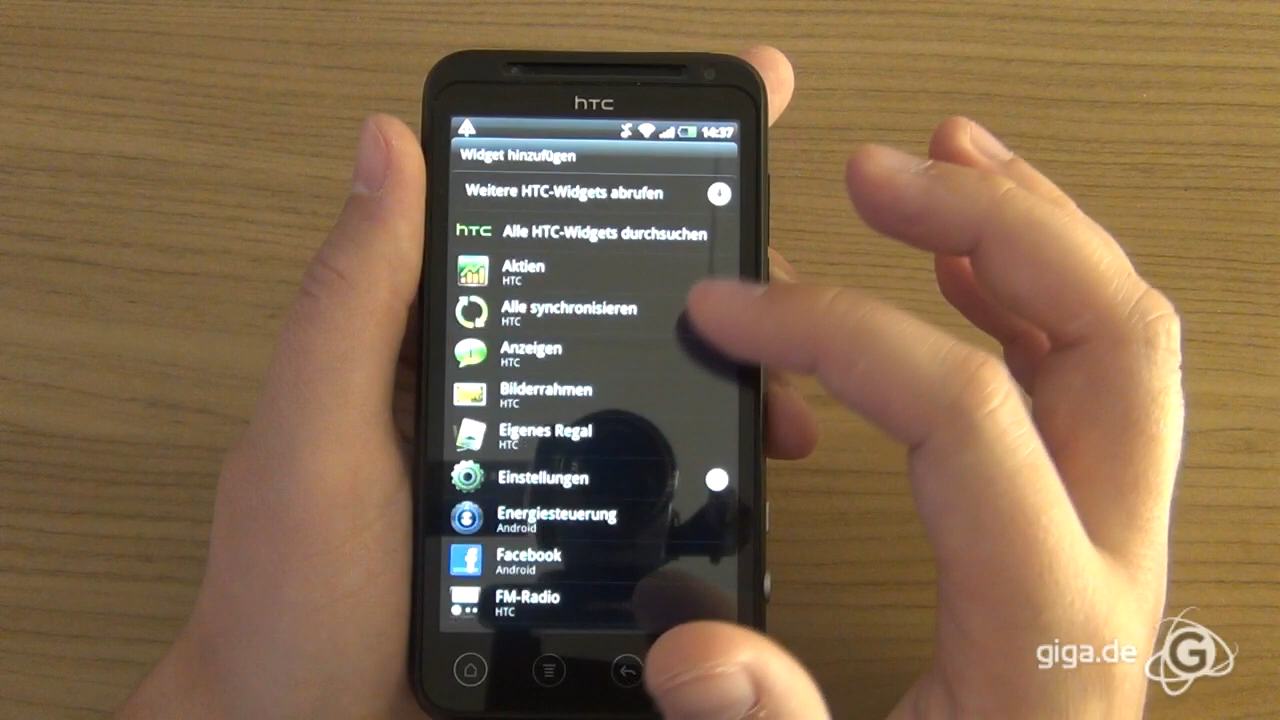 hTC
14:37
Widget hinzufügen
Weitere HTC-Widgets abrufen
hTC Alle HTC-Widgets durchsuchen
Aktien
HTC
Alle synchronisieren
HTC
Anzeigen
HTC
Bilderrahmen
HTC
Eigenes Regal
HTC
Einstellungen
Energiesteuerung
Android
Facebook
Android
FM-Radio
HTC
giga.de G